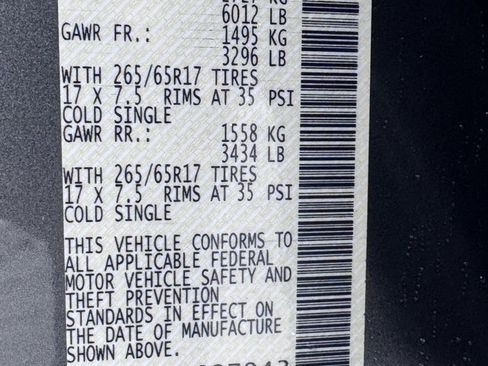 6012 LB
GAWR FR.: 1495 KG
3296 LB
WITH 265/65R17 TIRES
17 X 7.5 RIMS AT 35 PSI
COLD SINGLE
GAWR RR.: 1558 KG
3434 LB
WITH 265/65R17 TIRES
17 X 7.5 RIMS AT 35 PSI
COLD SINGLE
THIS VEHICLE CONFORMS TO
ALL APPLICABLE FEDERAL
MOTOR VEHICLE SAFETY AND
THEFT PREVENTION
STANDARDS IN EFFECT ON
THE DATE OF MANUFACTURE
SHOWN ABOVE.